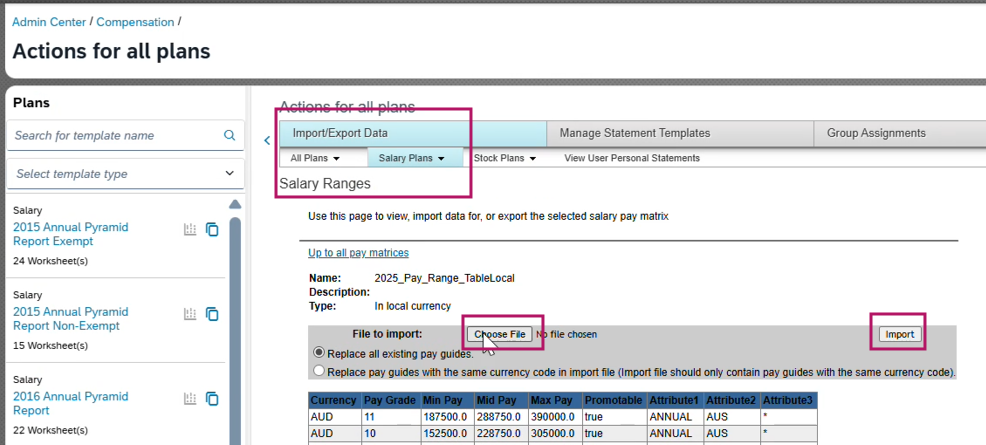 Admin Center / Compensation /
Actions for all plans
Plans
Search for template name
Select template type
Salary
2015 Annual Pyramid
Report Exempt
24 Worksheet(s)
Salary
2015 Annual Pyramid
Report Non-Exempt
15 Worksheet(s)
Salary
2016 Annual Pyramid
Report
22 Worksheet(s)
Actions for all plans
Import/Export Data Manage Statement Templates Group Assignments
All Plans Salary Plans Stock Plans View User Personal Statements
Salary Ranges
Use this page to view, import data for, or export the selected salary pay matrix
Up to all pay matrices
Name: 2025_Pay_Range_TableLocal
Description:
Type: In local currency
File to import: Choose File No file chosen Import
Replace all existing pay guides.
Replace pay guides with the same currency code in import file (Import file should only contain pay guides with the same currency code).
Currency Pay Grade Min Pay Mid Pay Max Pay Promotable Attribute1 Attribute2 Attribute3
AUD 11 187500.0 288750.0 390000.0 true ANNUAL AUS *
AUD 10 152500.0 228750.0 305000.0 true ANNUAL AUS *